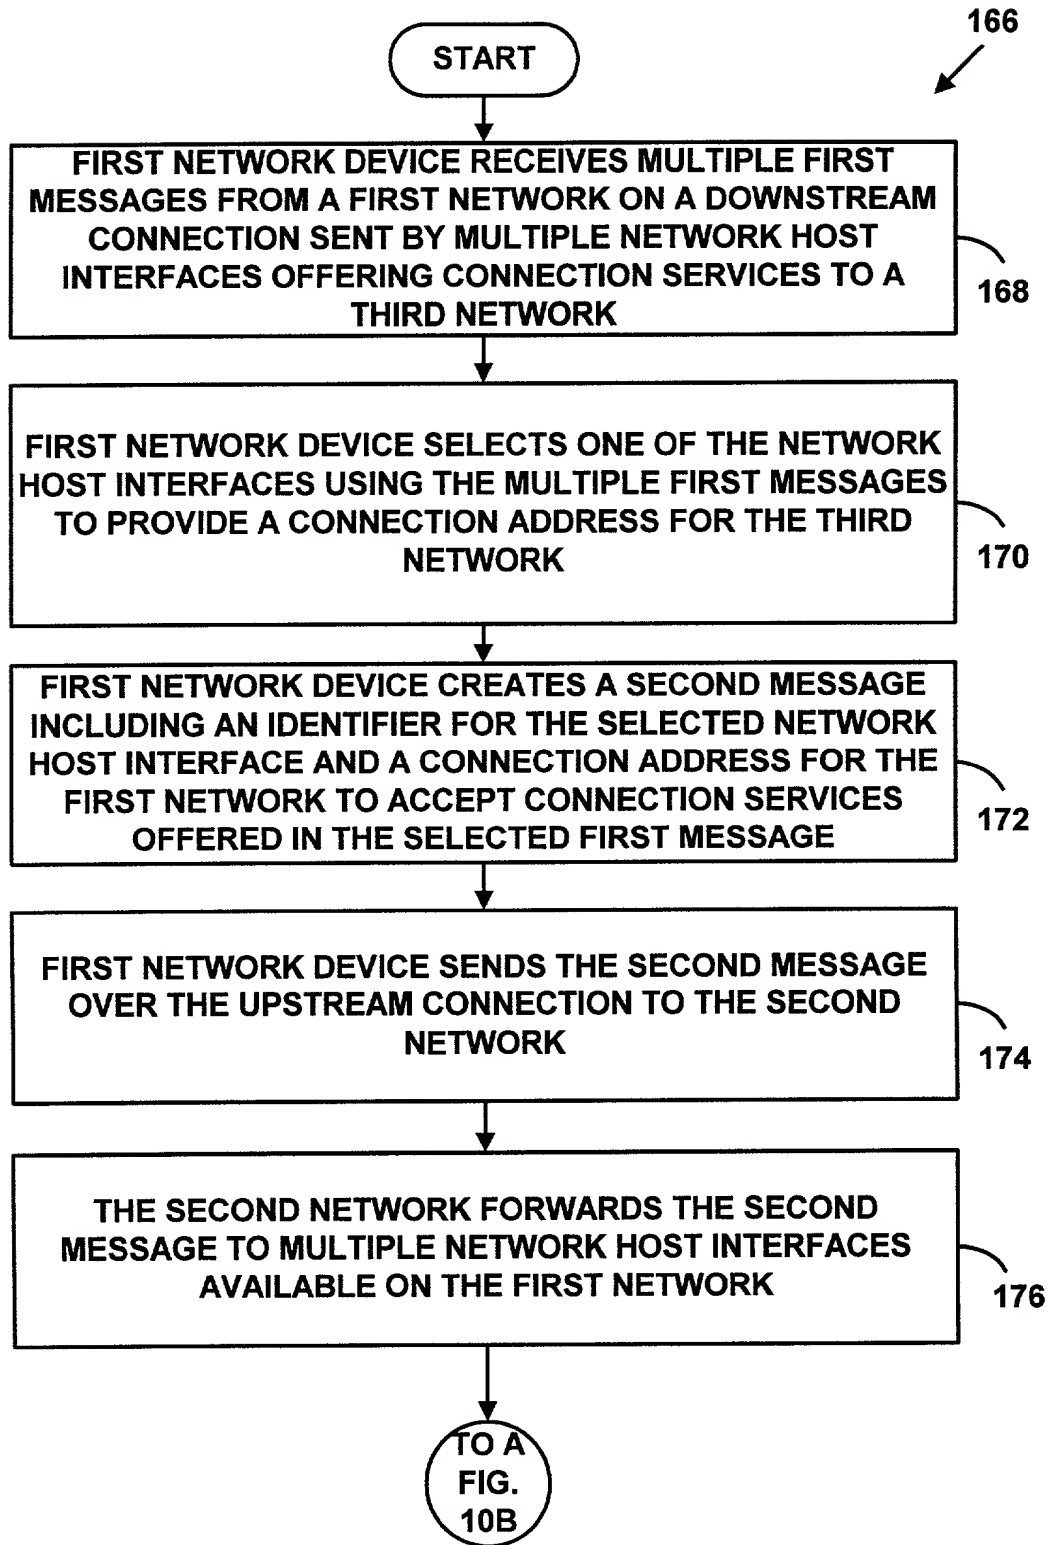 166
START
FIRST NETWORK DEVICE RECEIVES MULTIPLE FIRST
MESSAGES FROM A FIRST NETWORK ON A DOWNSTREAM
CONNECTION SENT BY MULTIPLE NETWORK HOST
INTERFACES OFFERING CONNECTION SERVICES TO A
THIRD NETWORK
168
FIRST NETWORK DEVICE SELECTS ONE OF THE NETWORK
HOST INTERFACES USING THE MULTIPLE FIRST MESSAGES
TO PROVIDE A CONNECTION ADDRESS FOR THE THIRD
NETWORK
170
FIRST NETWORK DEVICE CREATES A SECOND MESSAGE
INCLUDING AN IDENTIFIER FOR THE SELECTED NETWORK
HOST INTERFACE AND A CONNECTION ADDRESS FOR THE
FIRST NETWORK TO ACCEPT CONNECTION SERVICES
OFFERED IN THE SELECTED FIRST MESSAGE
172
FIRST NETWORK DEVICE SENDS THE SECOND MESSAGE
OVER THE UPSTREAM CONNECTION TO THE SECOND
NETWORK
174
THE SECOND NETWORK FORWARDS THE SECOND
MESSAGE TO MULTIPLE NETWORK HOST INTERFACES
AVAILABLE ON THE FIRST NETWORK
176
TO A
FIG.
10B